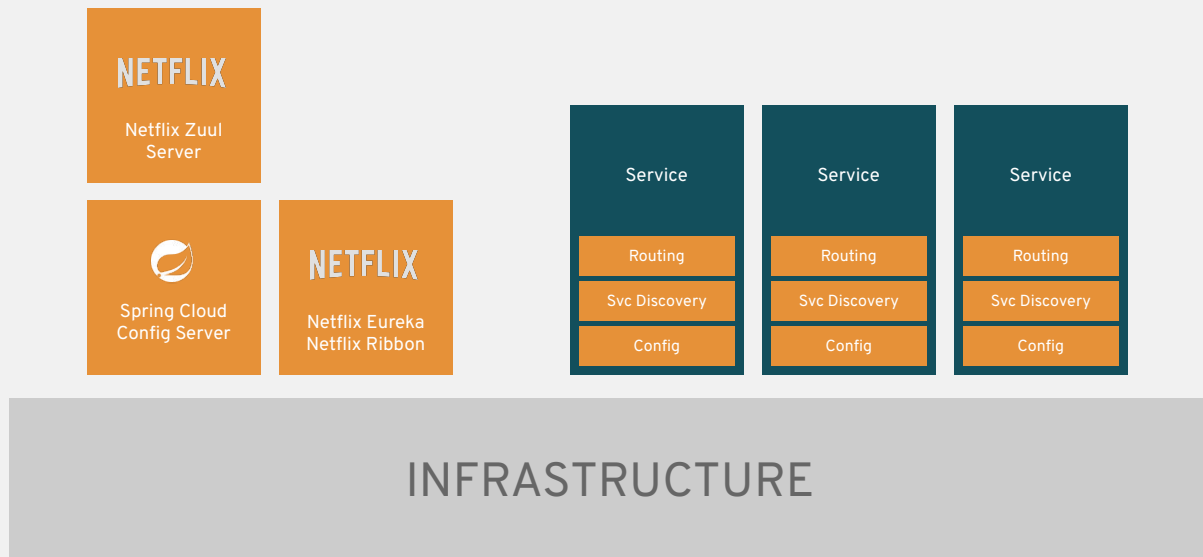 NETFLIX
Netflix Zuul
Server
Spring Cloud
Config Server
NETFLIX
Netflix Eureka
Netflix Ribbon
Service
Routing
Svc Discovery
Config
Service
Routing
Svc Discovery
Config
Service
Routing
Svc Discovery
Config
INFRASTRUCTURE